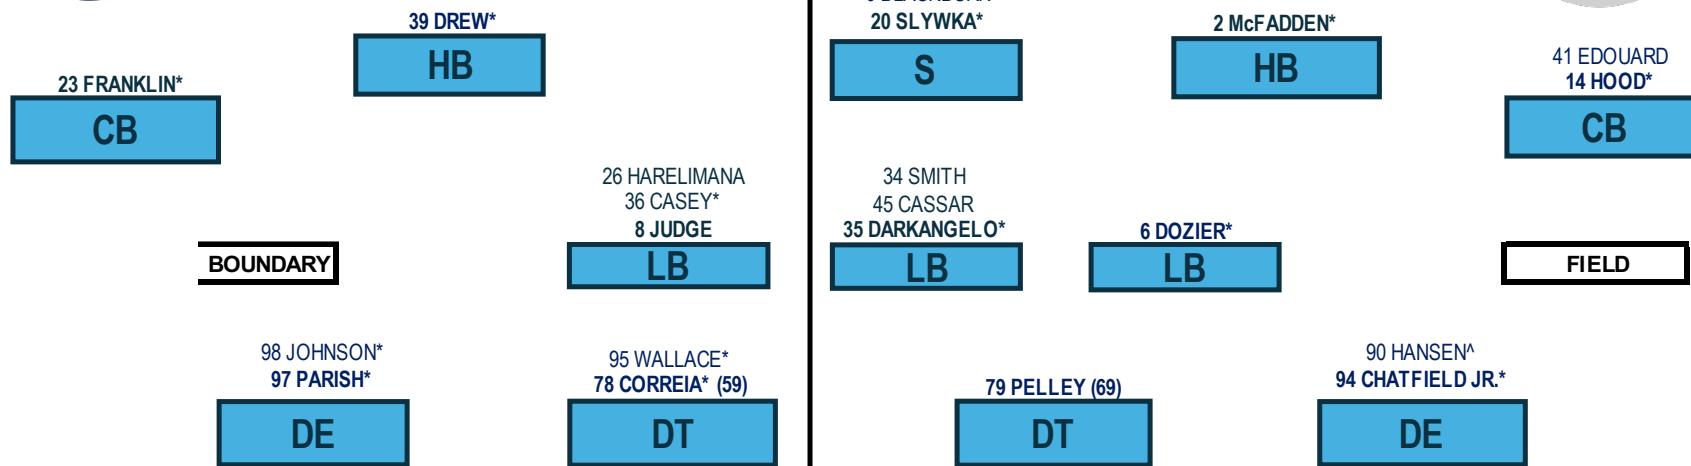 39 DREW*
HB
23 FRANKLIN*
CB
20 SLYWKA*
S
2 McFADDEN*
HB
41 EDOUARD
14 HOOD*
CB
26 HARELIMANA
36 CASEY*
8 JUDGE
LB
34 SMITH
45 CASSAR
35 DARKANGELO*
LB
6 DOZIER*
LB
BOUNDARY
FIELD
98 JOHNSON*
97 PARISH*
DE
95 WALLACE*
78 CORREIA* (59)
DT
79 PELLEY (69)
DT
90 HANSEN^
94 CHATFIELD JR.*
DE